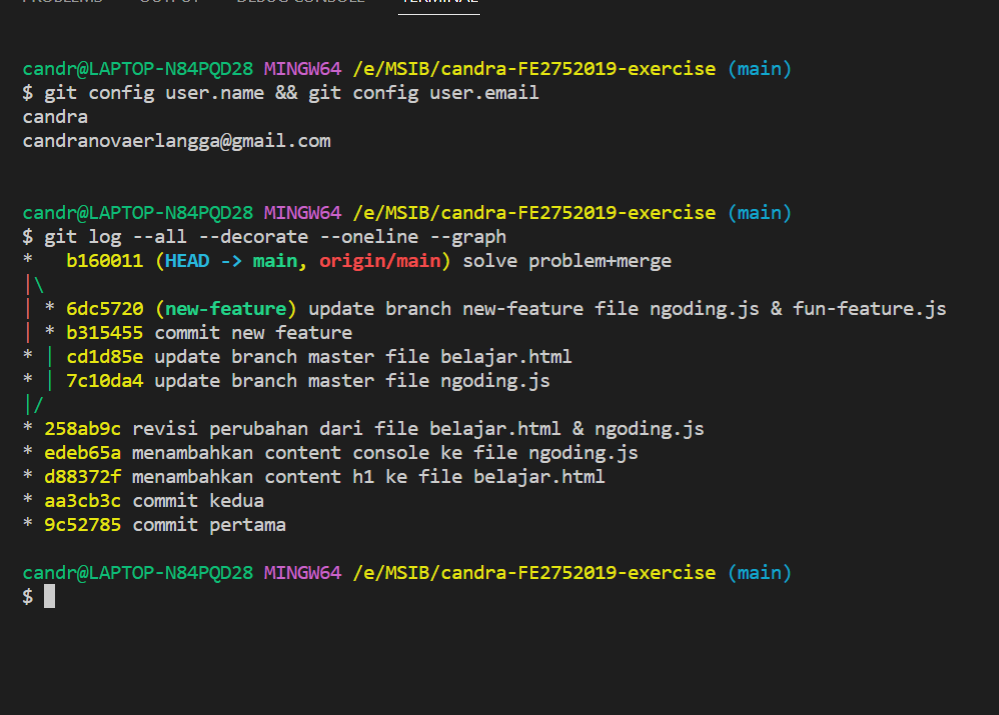 PROBLEMS OUTPUT DEBUG CONSOLE TERMINAL
candr@LAPTOP-N84PQD28 MINGW64 /e/MSIB/candra-FE2752019-exercise (main)
$ git config user.name && git config user.email
candra
candranovaerlangga@gmail.com
candr@LAPTOP-N84PQD28 MINGW64 /e/MSIB/candra-FE2752019-exercise (main)
$ git log --all --decorate --oneline --graph
*   b160011 (HEAD -> main, origin/main) solve problem+merge
|\
| * 6dc5720 (new-feature) update branch new-feature file ngoding.js & fun-feature.js
| * b315455 commit new feature
* | cd1d85e update branch master file belajar.html
* | 7c10da4 update branch master file ngoding.js
|/
* 258ab9c revisi perubahan dari file belajar.html & ngoding.js
* edeb65a menambahkan content console ke file ngoding.js
* d88372f menambahkan content h1 ke file belajar.html
* aa3cb3c commit kedua
* 9c52785 commit pertama
candr@LAPTOP-N84PQD28 MINGW64 /e/MSIB/candra-FE2752019-exercise (main)
$